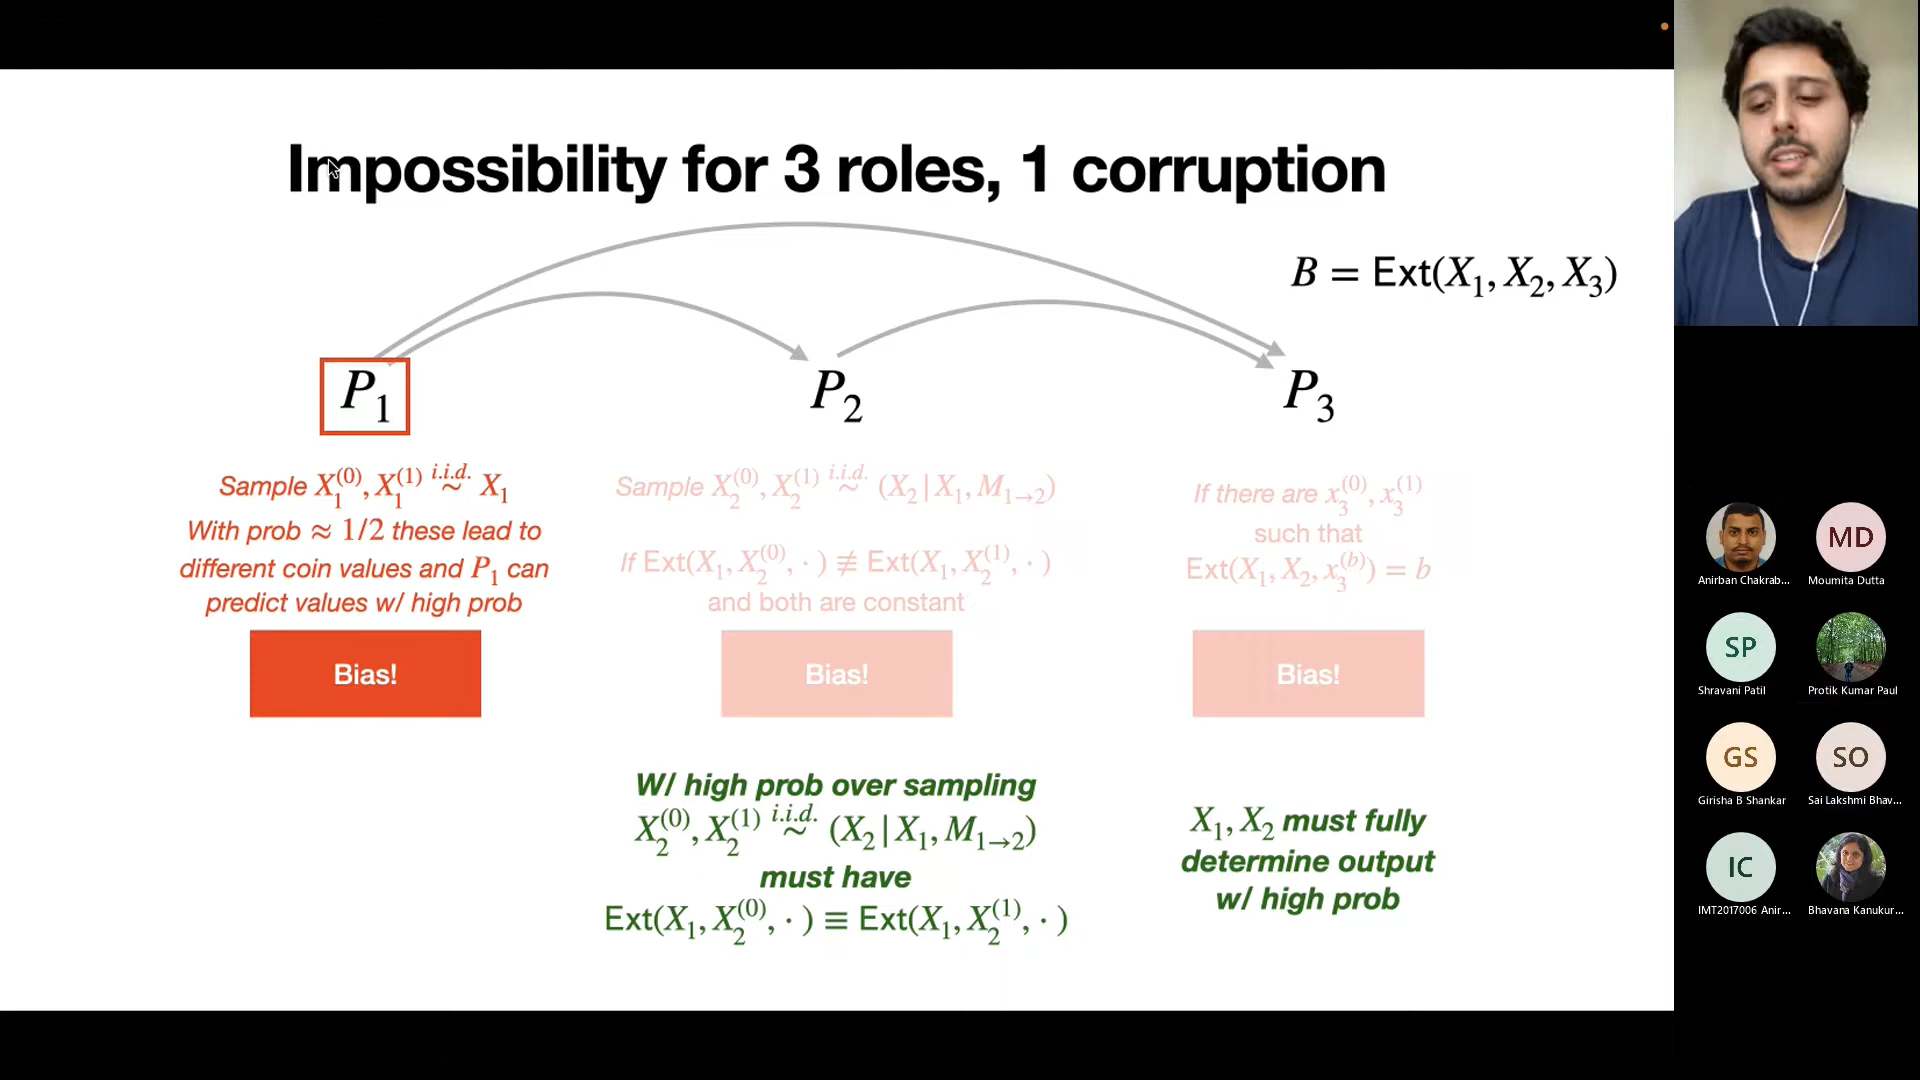 Impossibility for 3 roles, 1 corruption
B = Ext(X₁, X₂, X₃)
P₁
P₂
P₃
Sample X₁⁽⁰⁾, X₁⁽¹⁾ i.i.d. ~ X₁
With prob ≈ 1/2 these lead to
different coin values and P₁ can
predict values w/ high prob
Bias!
Sample X₂⁽⁰⁾, X₂⁽¹⁾ i.i.d. ~ (X₂ | X₁, M₁→₂)
If Ext(X₁, X₂⁽⁰⁾, · ) ≢ Ext(X₁, X₂⁽¹⁾, · )
and both are constant
Bias!
If there are x₃⁽⁰⁾, x₃⁽¹⁾
such that
Ext(X₁, X₂, x₃⁽ᵇ⁾) = b
Bias!
W/ high prob over sampling
X₂⁽⁰⁾, X₂⁽¹⁾ i.i.d. ~ (X₂ | X₁, M₁→₂)
must have
Ext(X₁, X₂⁽⁰⁾, · ) ≡ Ext(X₁, X₂⁽¹⁾, · )
X₁, X₂ must fully
determine output
w/ high prob
Anirban Chakrab...
MD
Moumita Dutta
SP
Shravani Patil
Protik Kumar Paul
GS
Girisha B Shankar
SO
Sai Lakshmi Bhav...
IC
IMT2017006 Anir...
Bhavana Kanukur...